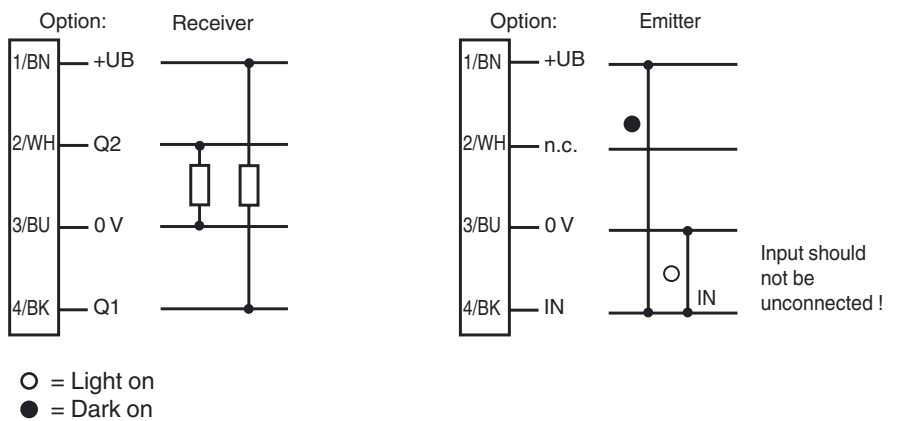 Option: Receiver
1/BN +UB
2/WH Q2
3/BU 0 V
4/BK Q1
Option: Emitter
1/BN +UB
2/WH n.c.
3/BU 0 V
4/BK IN
IN
Input should
not be
unconnected !
= Light on
= Dark on